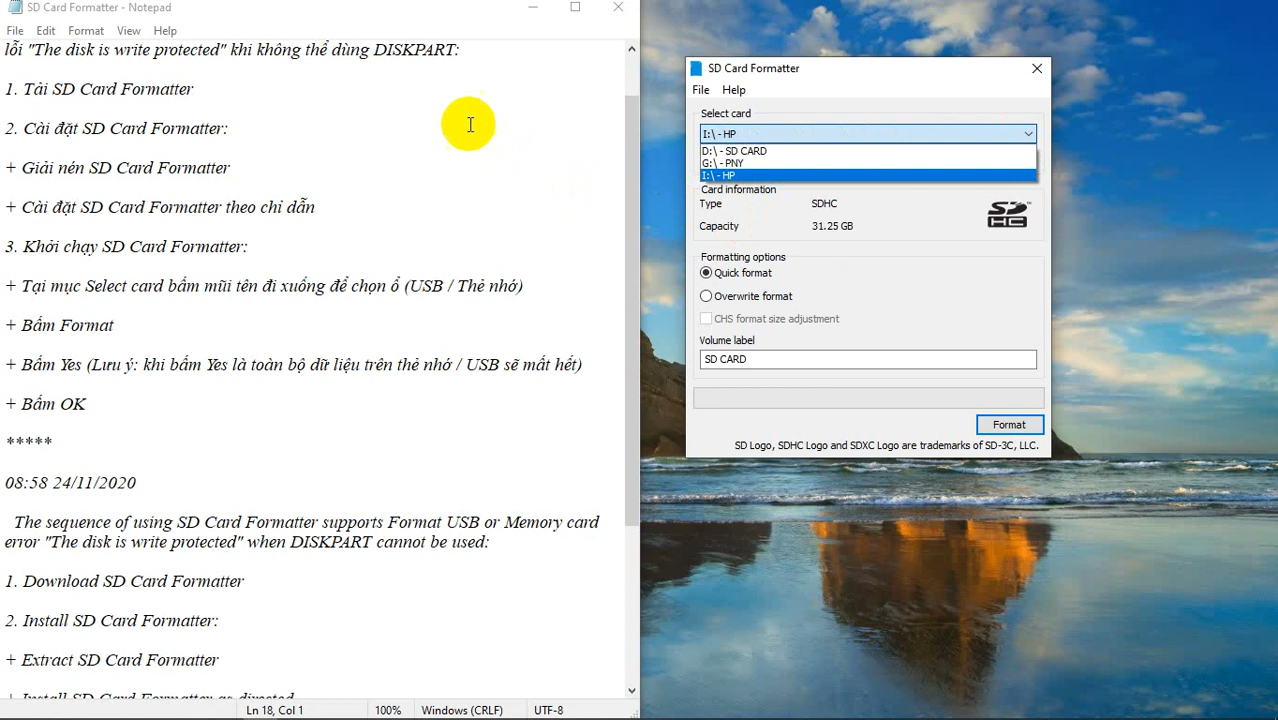 SD Card Formatter - Notepad
File Edit Format View Help
lỗi "The disk is write protected" khi không thể dùng DISKPART:
1. Tải SD Card Formatter
2. Cài đặt SD Card Formatter:
+ Giải nén SD Card Formatter
+ Cài đặt SD Card Formatter theo chỉ dẫn
3. Khởi chạy SD Card Formatter:
+ Tại mục Select card bấm mũi tên đi xuống để chọn ổ (USB / Thẻ nhớ)
+ Bấm Format
+ Bấm Yes (Lưu ý: khi bấm Yes là toàn bộ dữ liệu trên thẻ nhớ / USB sẽ mất hết)
+ Bấm OK
*****
08:58 24/11/2020
The sequence of using SD Card Formatter supports Format USB or Memory card
error "The disk is write protected" when DISKPART cannot be used:
1. Download SD Card Formatter
2. Install SD Card Formatter:
+ Extract SD Card Formatter
+ Install SD Card Formatter as directed
Ln 18, Col 1 100% Windows (CRLF) UTF-8
SD Card Formatter
File Help
Select card
I:\ - HP
D:\ - SD CARD
G:\ - PNY
I:\ - HP
Card information
Type SDHC
Capacity 31.25 GB
SD HC
Formatting options
Quick format
Overwrite format
CHS format size adjustment
Volume label
SD CARD
Format
SD Logo, SDHC Logo and SDXC Logo are trademarks of SD-3C, LLC.